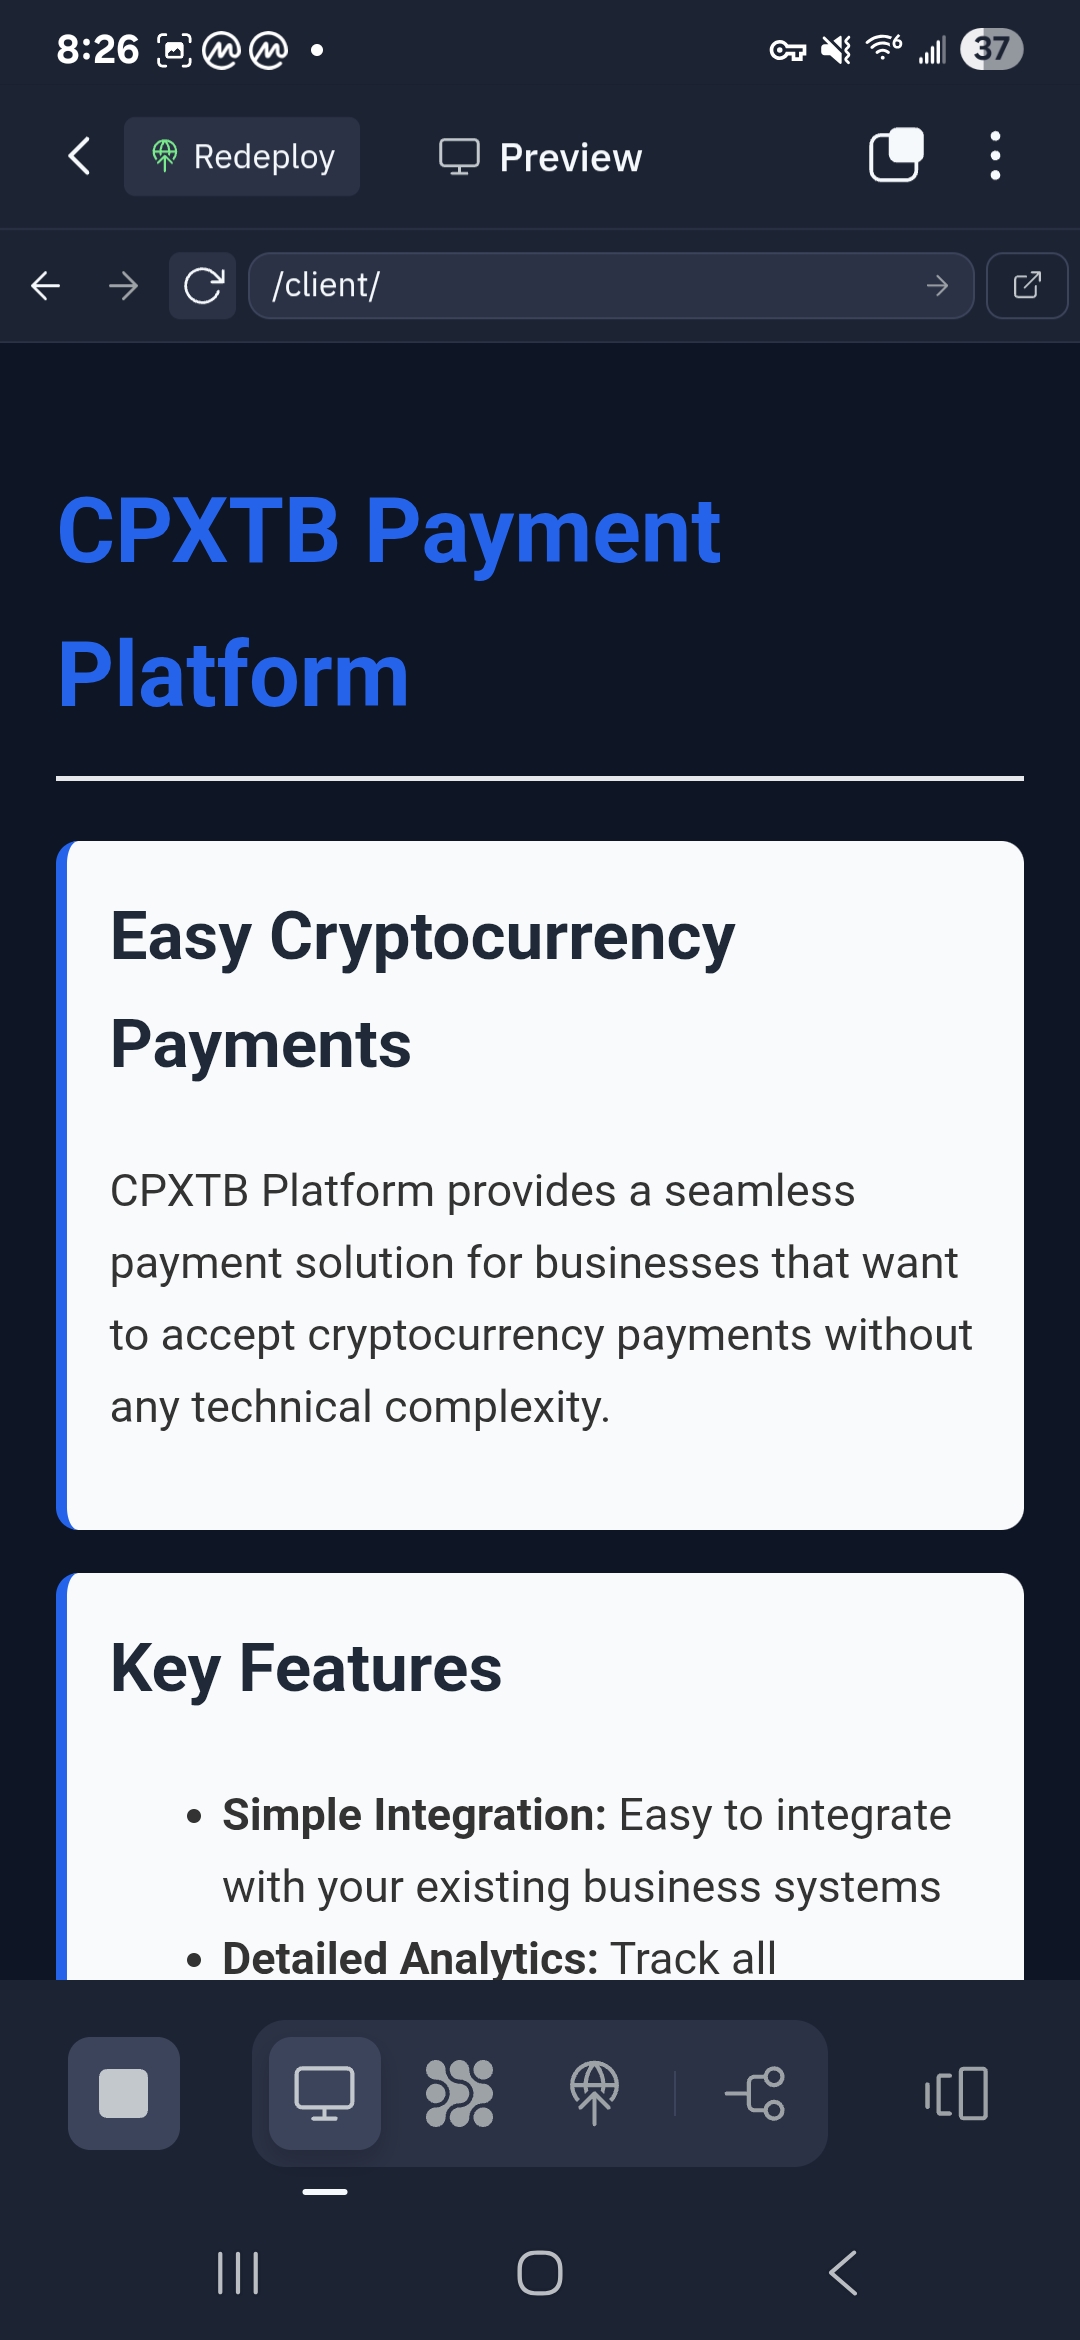 8:26
37
Redeploy
Preview
/client/
CPXTB Payment
Platform
Easy Cryptocurrency
Payments
CPXTB Platform provides a seamless
payment solution for businesses that want
to accept cryptocurrency payments without
any technical complexity.
Key Features
• Simple Integration: Easy to integrate
with your existing business systems
• Detailed Analytics: Track all